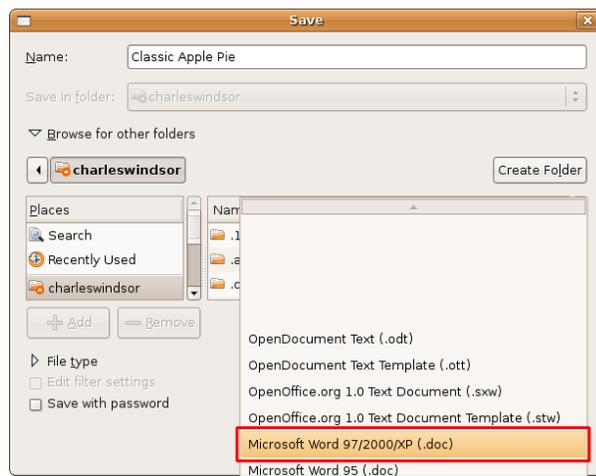 Save
Name: Classic Apple Pie
Save in folder: charleswindsor
Browse for other folders
charleswindsor Create Folder
Places Nam
Search .1
Recently Used .a
charleswindsor .c
Add Remove
File type
Edit filter settings
Save with password
OpenDocument Text (.odt)
OpenDocument Text Template (.ott)
OpenOffice.org 1.0 Text Document (.sxw)
OpenOffice.org 1.0 Text Document Template (.stw)
Microsoft Word 97/2000/XP (.doc)
Microsoft Word 95 (.doc)